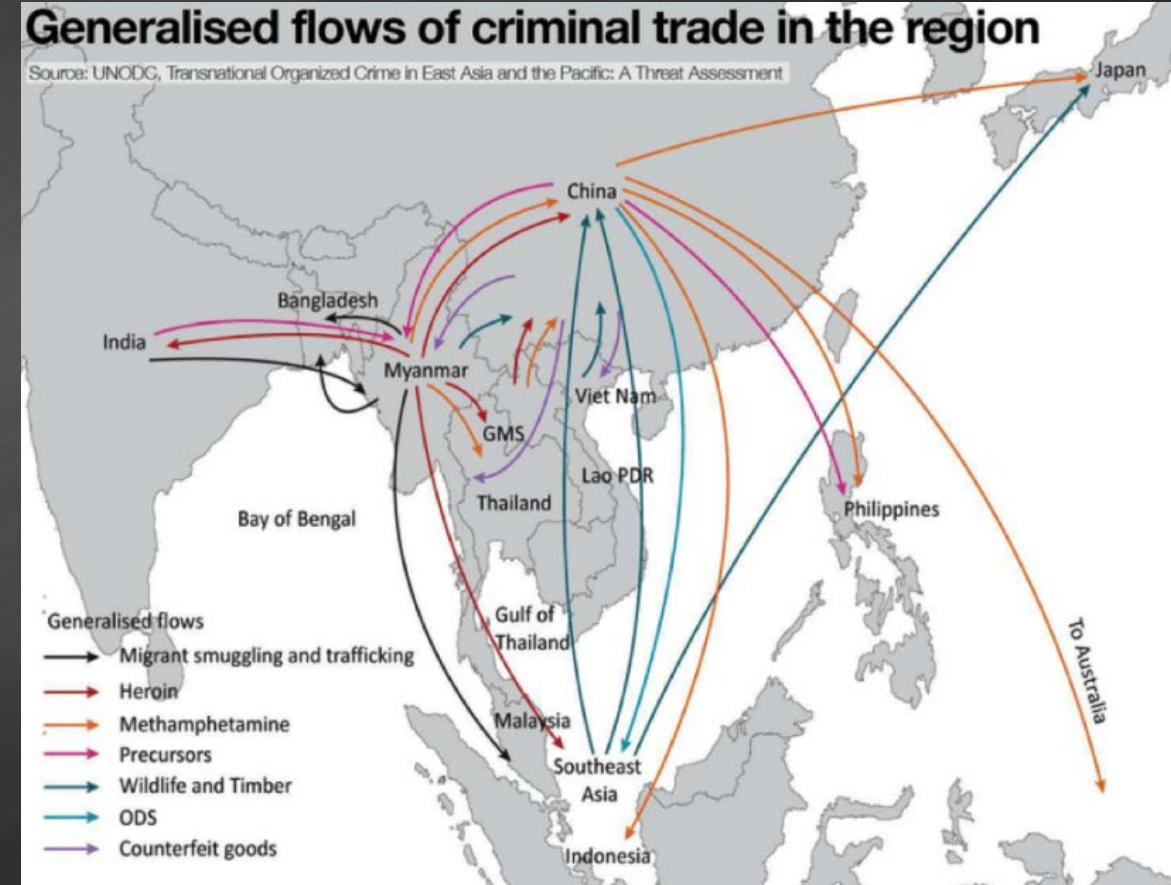 Generalised flows of criminal trade in the region
Source: UNODC, Transnational Organized Crime in East Asia and the Pacific: A Threat Assessment
Japan
China
Bangladesh
India
Myanmar
Viet Nam
GMS
Lao PDR
Thailand
Philippines
Bay of Bengal
Gulf of
Thailand
To Australia
Malaysia
Southeast
Asia
Indonesia
Generalised flows
Migrant smuggling and trafficking
Heroin
Methamphetamine
Precursors
Wildlife and Timber
ODS
Counterfeit goods